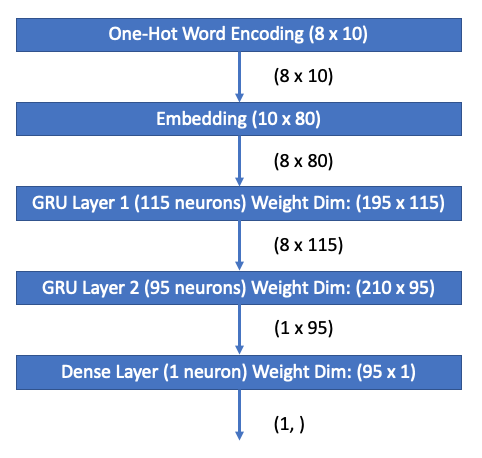 One-Hot Word Encoding (8 x 10)
(8 x 10)
Embedding (10 x 80)
(8 x 80)
GRU Layer 1 (115 neurons) Weight Dim: (195 x 115)
(8 x 115)
GRU Layer 2 (95 neurons) Weight Dim: (210 x 95)
(1 x 95)
Dense Layer (1 neuron) Weight Dim: (95 x 1)
(1, )